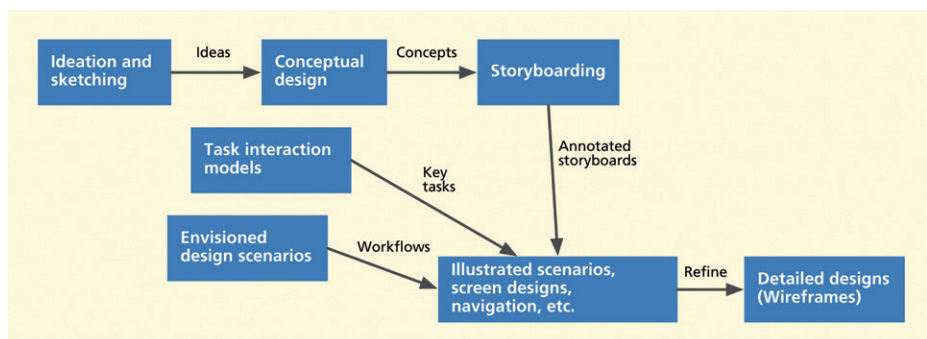 Ideation and
sketching
Ideas
Conceptual
design
Concepts
Storyboarding
Annotated
storyboards
Task interaction
models
Key
tasks
Envisioned
design scenarios
Workflows
Illustrated scenarios,
screen designs,
navigation, etc.
Refine
Detailed designs
(Wireframes)